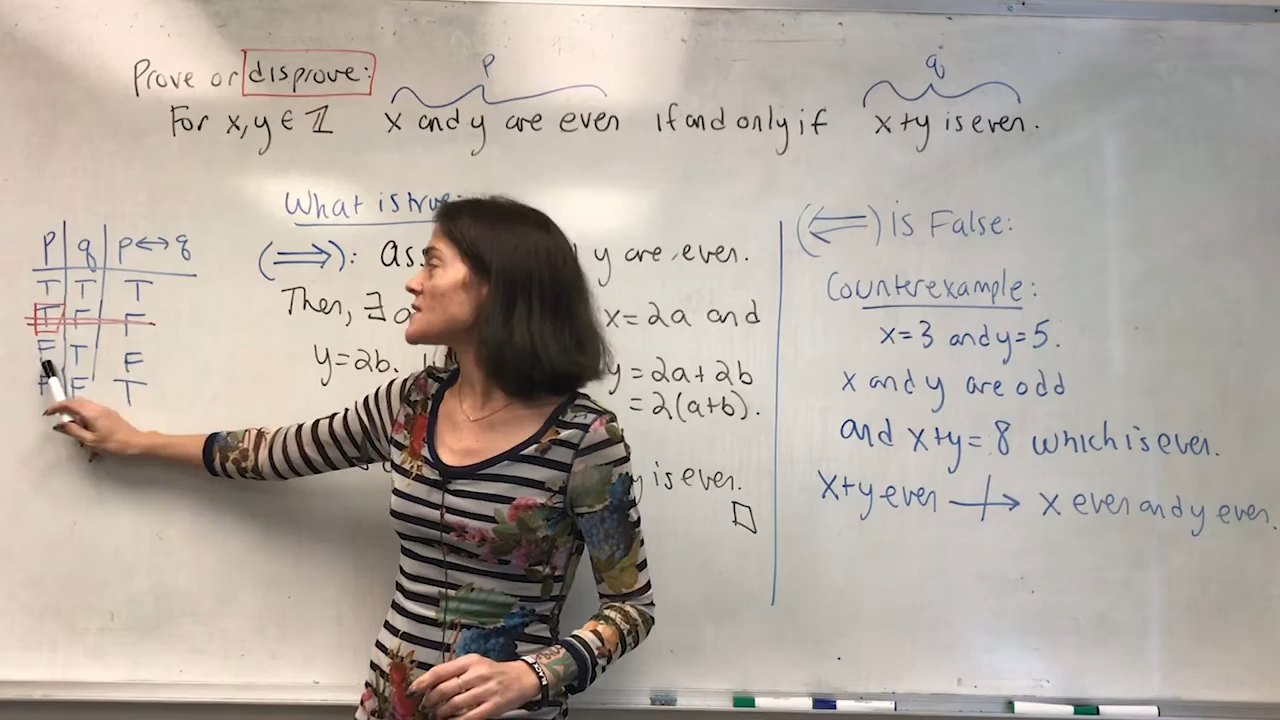 Prove or disprove:
p
q
For x, y ∈ ℤ x and y are even if and only if x+y is even.
p q p↔q
T T T
T F F
F T F
F F T
What is true:
(⟹): Ass y are even.
Then, ∃ a x=2a and
y=2b. y = 2a+2b
= 2(a+b).
y is even.
□
(⟸) is False:
Counterexample:
x=3 and y=5.
x and y are odd
and x+y= 8 which is even.
x+y even ↛ x even and y even.